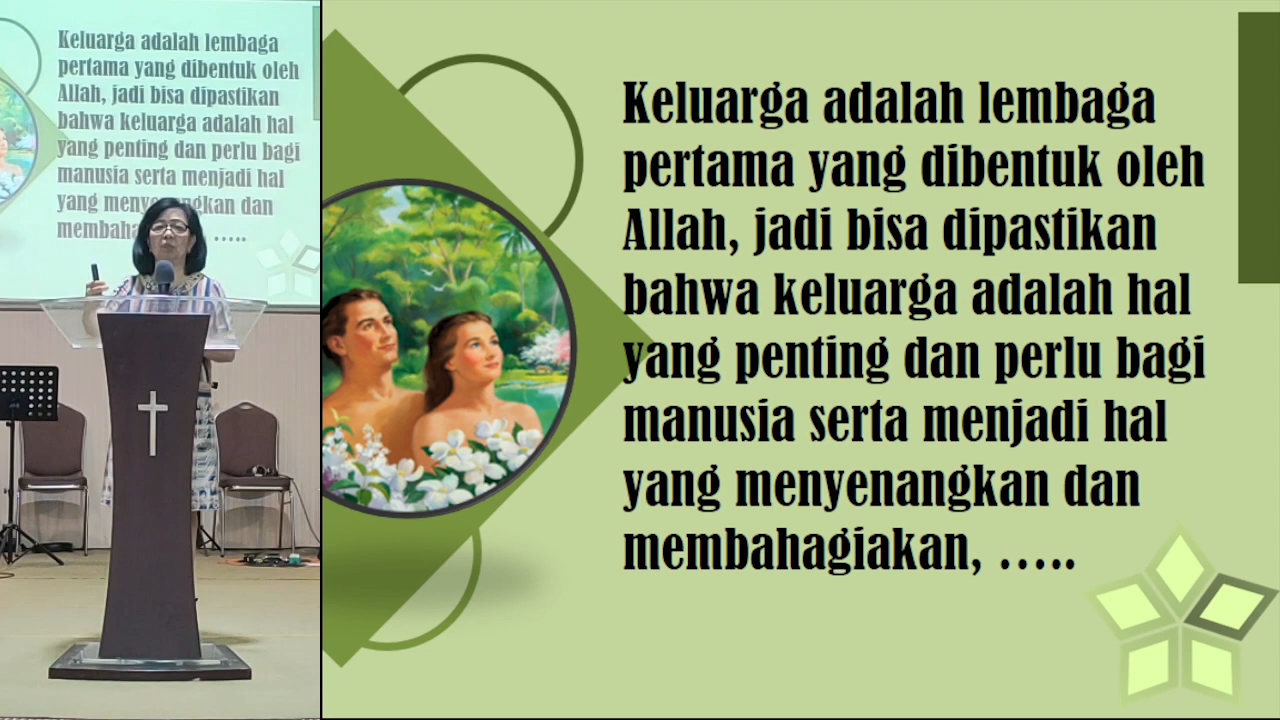 Keluarga adalah lembaga
pertama yang dibentuk oleh
Allah, jadi bisa dipastikan
bahwa keluarga adalah hal
yang penting dan perlu bagi
manusia serta menjadi hal
yang menyenangkan dan
membahagiakan, .....
Keluarga adalah lembaga
pertama yang dibentuk oleh
Allah, jadi bisa dipastikan
bahwa keluarga adalah hal
yang penting dan perlu bagi
manusia serta menjadi hal
yang dan
.....